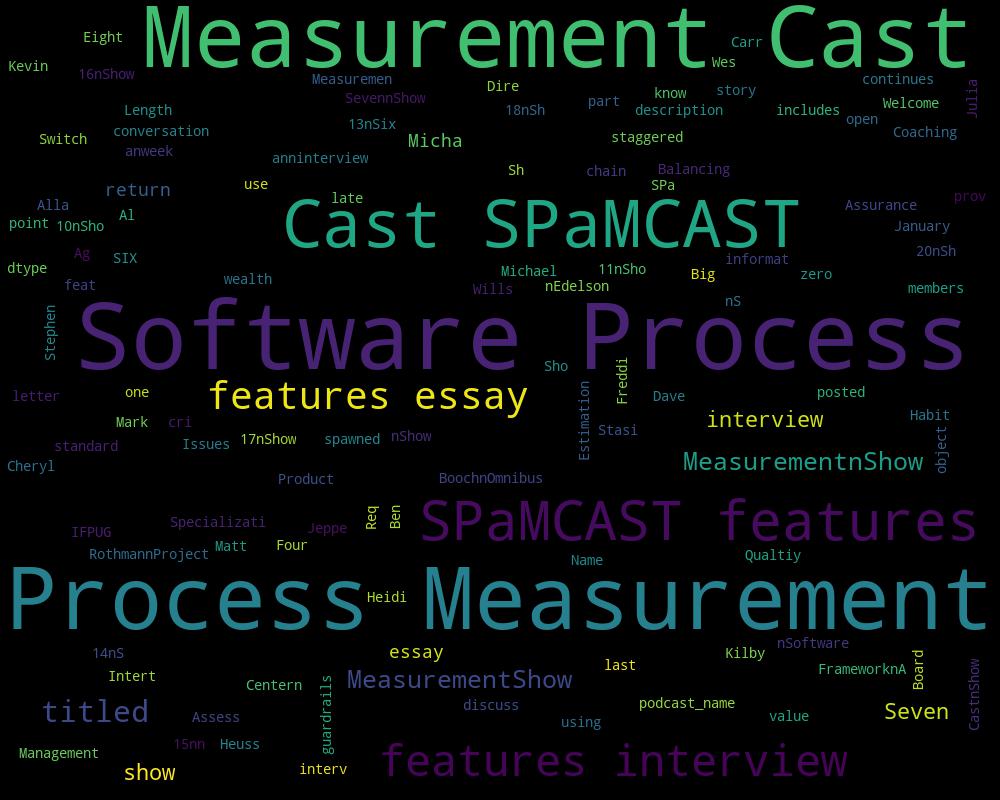 Measurement Cast
Eight
Carr
Wes
Kevin
16nShow
Measuremen
Dire
continues
SevennShow
know
story
Julia
Length
18nSh
part
description
includes
Welcome
13nSix
open
conversation
Switch
Micha
staggered
Coaching
anweek
anninterview
Sh
chain
Balancing
return
use
SPa
late
prov
Alla
Al
Cast SPaMCAST
Assurance
point
10nSho
January
Ag
SIX
20nSh
dtype
informat
Michael
11nSho
Big
zero
feat
wealth
Wills
nEdelson
members
nS
Stephen
Software Process
Sho
Freddi
letter
one
features essay
Estimation
Dave
posted
Mark
cri
interview
Habit
Stasi
standard
Issues
17nShow
spawned
nShow
object
Cheryl
MeasurementnShow
Product
BoochnOmnibus
IFPUG
Specializati
Jeppe
Req
Ben
SPaMCAST features
RothmannProject
Matt
Four
Name
Qualtiy
Process Measurement
Heidi
14nS
essay
Kilby
nSoftware
Intert
last
FrameworknA
Board
Centern
guardrails
MeasurementShow
CastnShow
titled
Assess
discuss
podcast_name
Seven
using
value
15nn
Heuss
Management
show
interv
features interview